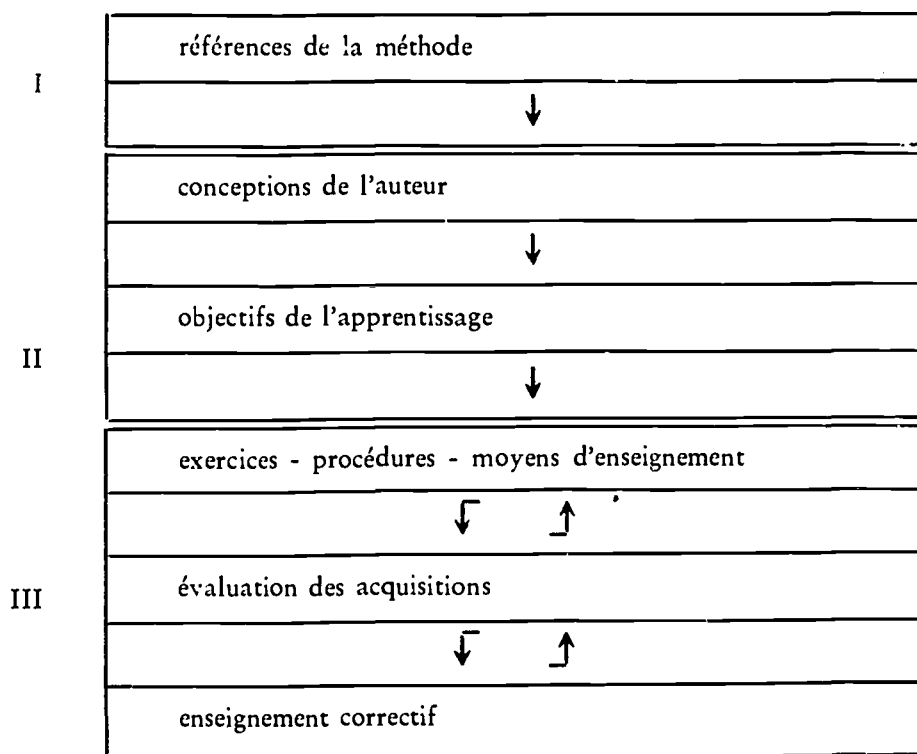 références de la méthode
I
conceptions de l'auteur
objectifs de l'apprentissage
II
exercices - procédures - moyens d'enseignement
évaluation des acquisitions
III
enseignement correctif